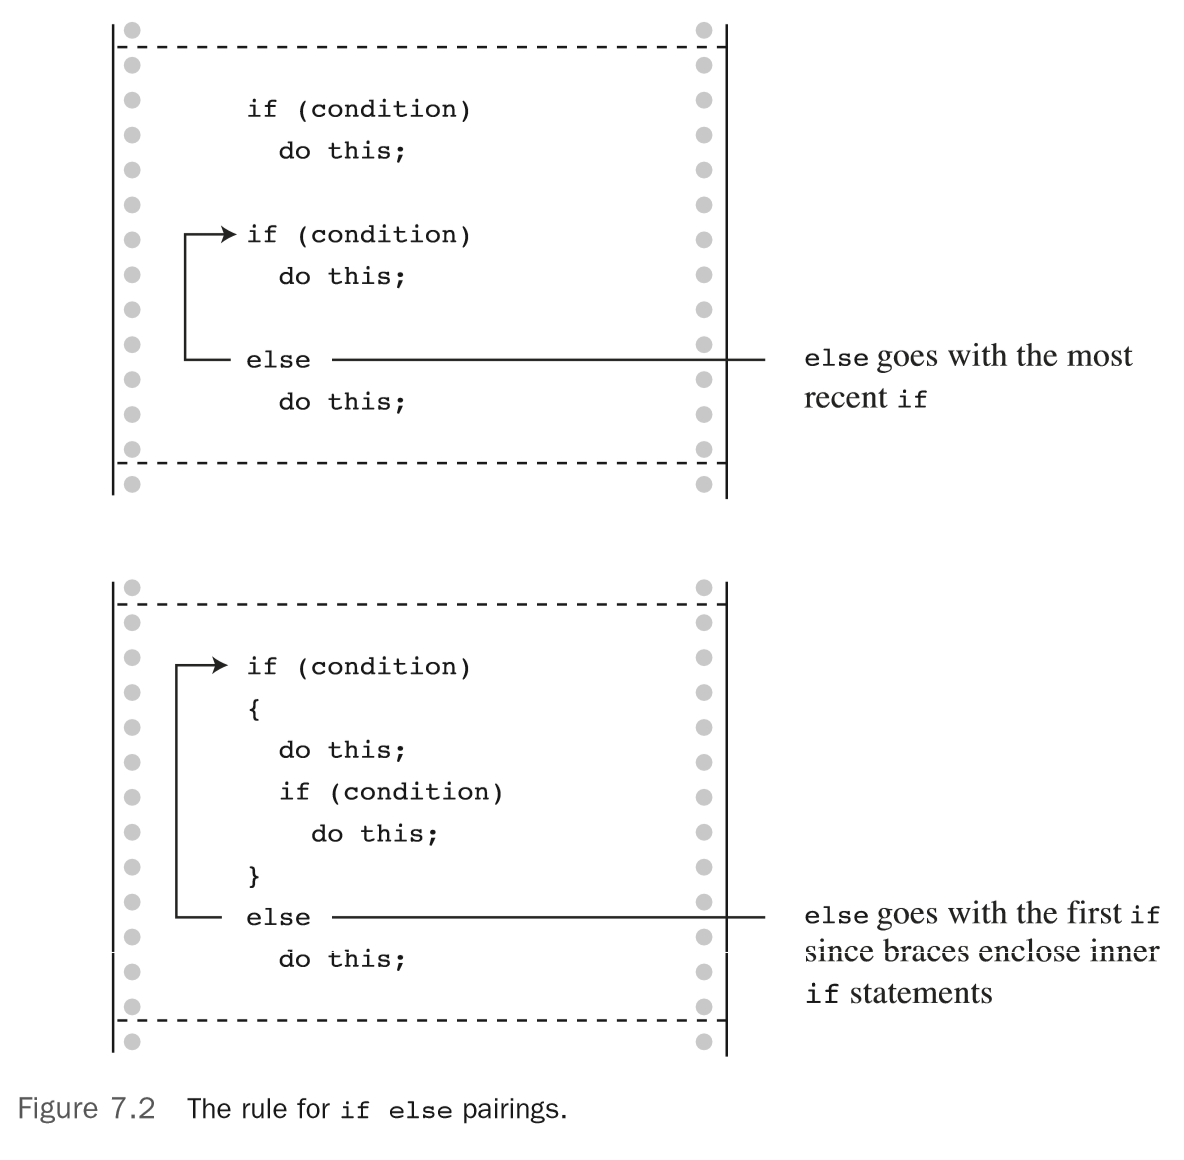 if (condition)
do this;
if (condition)
do this;
else
do this;
else goes with the most
recent if
if (condition)
{
do this;
if (condition)
do this;
}
else
do this;
else goes with the first if
since braces enclose inner
if statements
Figure 7.2 The rule for if else pairings.